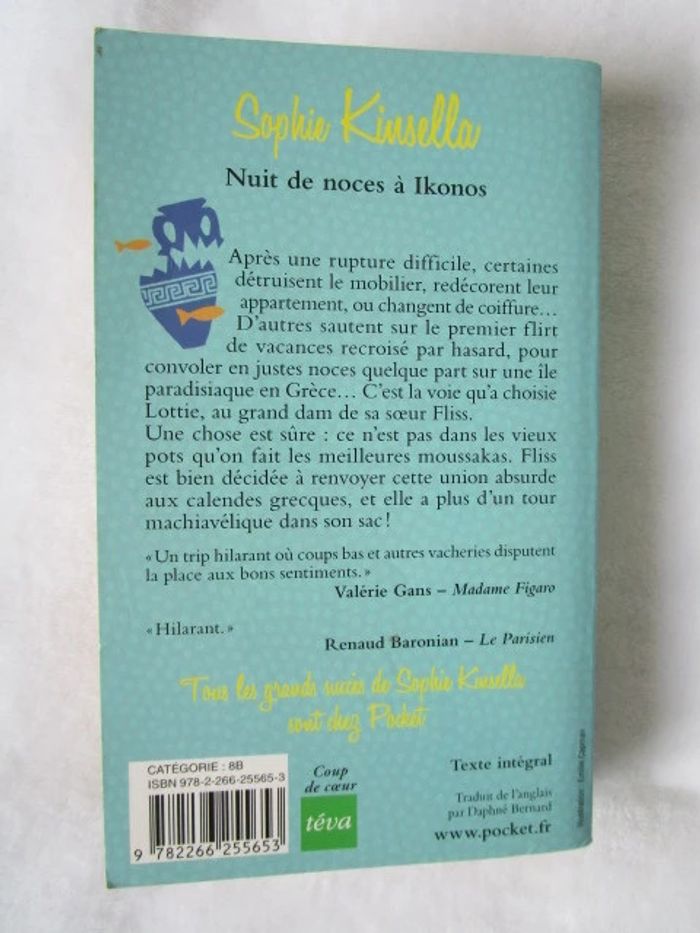 Sophie Kinsella
Nuit de noces à Ikonos
Après une rupture difficile, certaines
détruisent le mobilier, redécorent leur
appartement, ou changent de coiffure...
D'autres sautent sur le premier flirt
de vacances recroisé par hasard, pour
convoler en justes noces quelque part sur une île
paradisiaque en Grèce... C'est la voie qu'a choisie
Lottie, au grand dam de sa sœur Fliss.
Une chose est sûre : ce n'est pas dans les vieux
pots qu'on fait les meilleures moussakas. Fliss
est bien décidée à renvoyer cette union absurde
aux calendes grecques, et elle a plus d'un tour
machiavélique dans son sac !
« Un trip hilarant où coups bas et autres vacheries disputent
la place aux bons sentiments. »
Valérie Gans – Madame Figaro
« Hilarant. »
Renaud Baronian – Le Parisien
Tous les grands succès de Sophie Kinsella
sont chez Pocket
CATÉGORIE : 8B
ISBN 978-2-266-25565-3
9 782266 255653
Coup
de cœur
téva
Texte intégral
Traduit de l'anglais
par Daphné Bernard
www.pocket.fr
Illustration : Emilie Capman